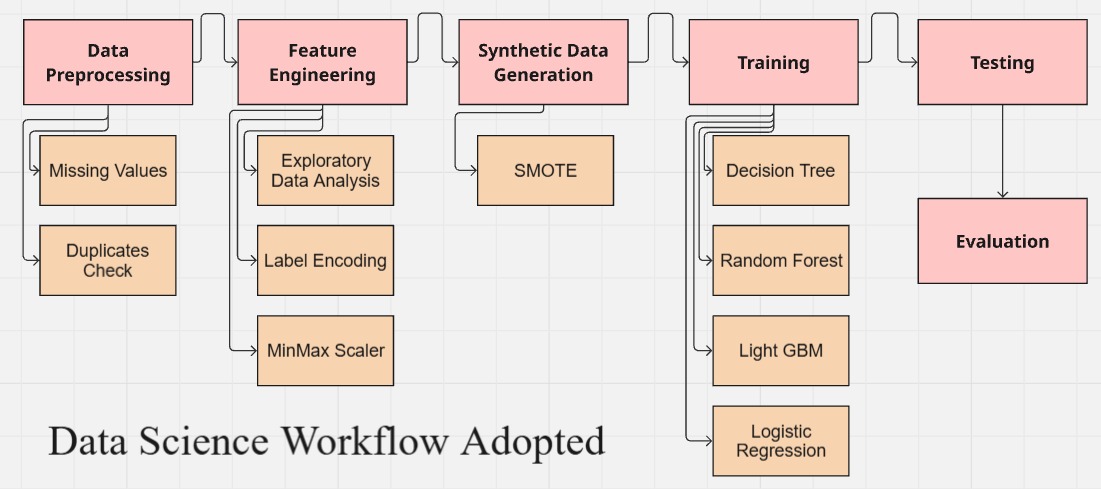 Data
Preprocessing
Feature
Engineering
Synthetic Data
Generation
Training
Testing
Missing Values
Duplicates
Check
Exploratory
Data Analysis
Label Encoding
MinMax Scaler
SMOTE
Decision Tree
Random Forest
Light GBM
Logistic
Regression
Evaluation
Data Science Workflow Adopted